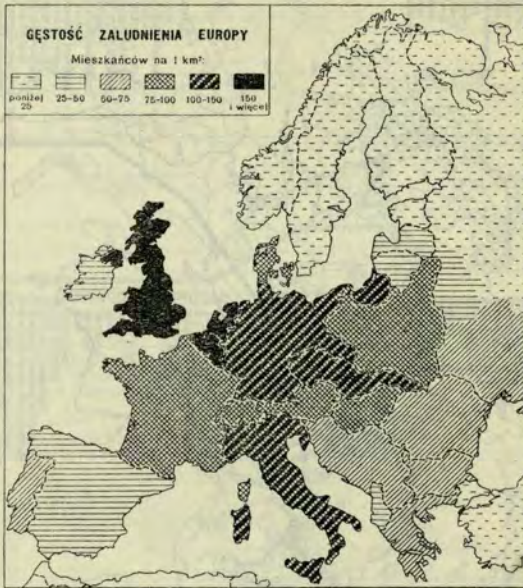 GĘSTOŚĆ ZALUDNIENIA EUROPY
Mieszkańców na 1 km²:
poniżej 25 25-50 50-75 75-100 100-150 150 i więcej